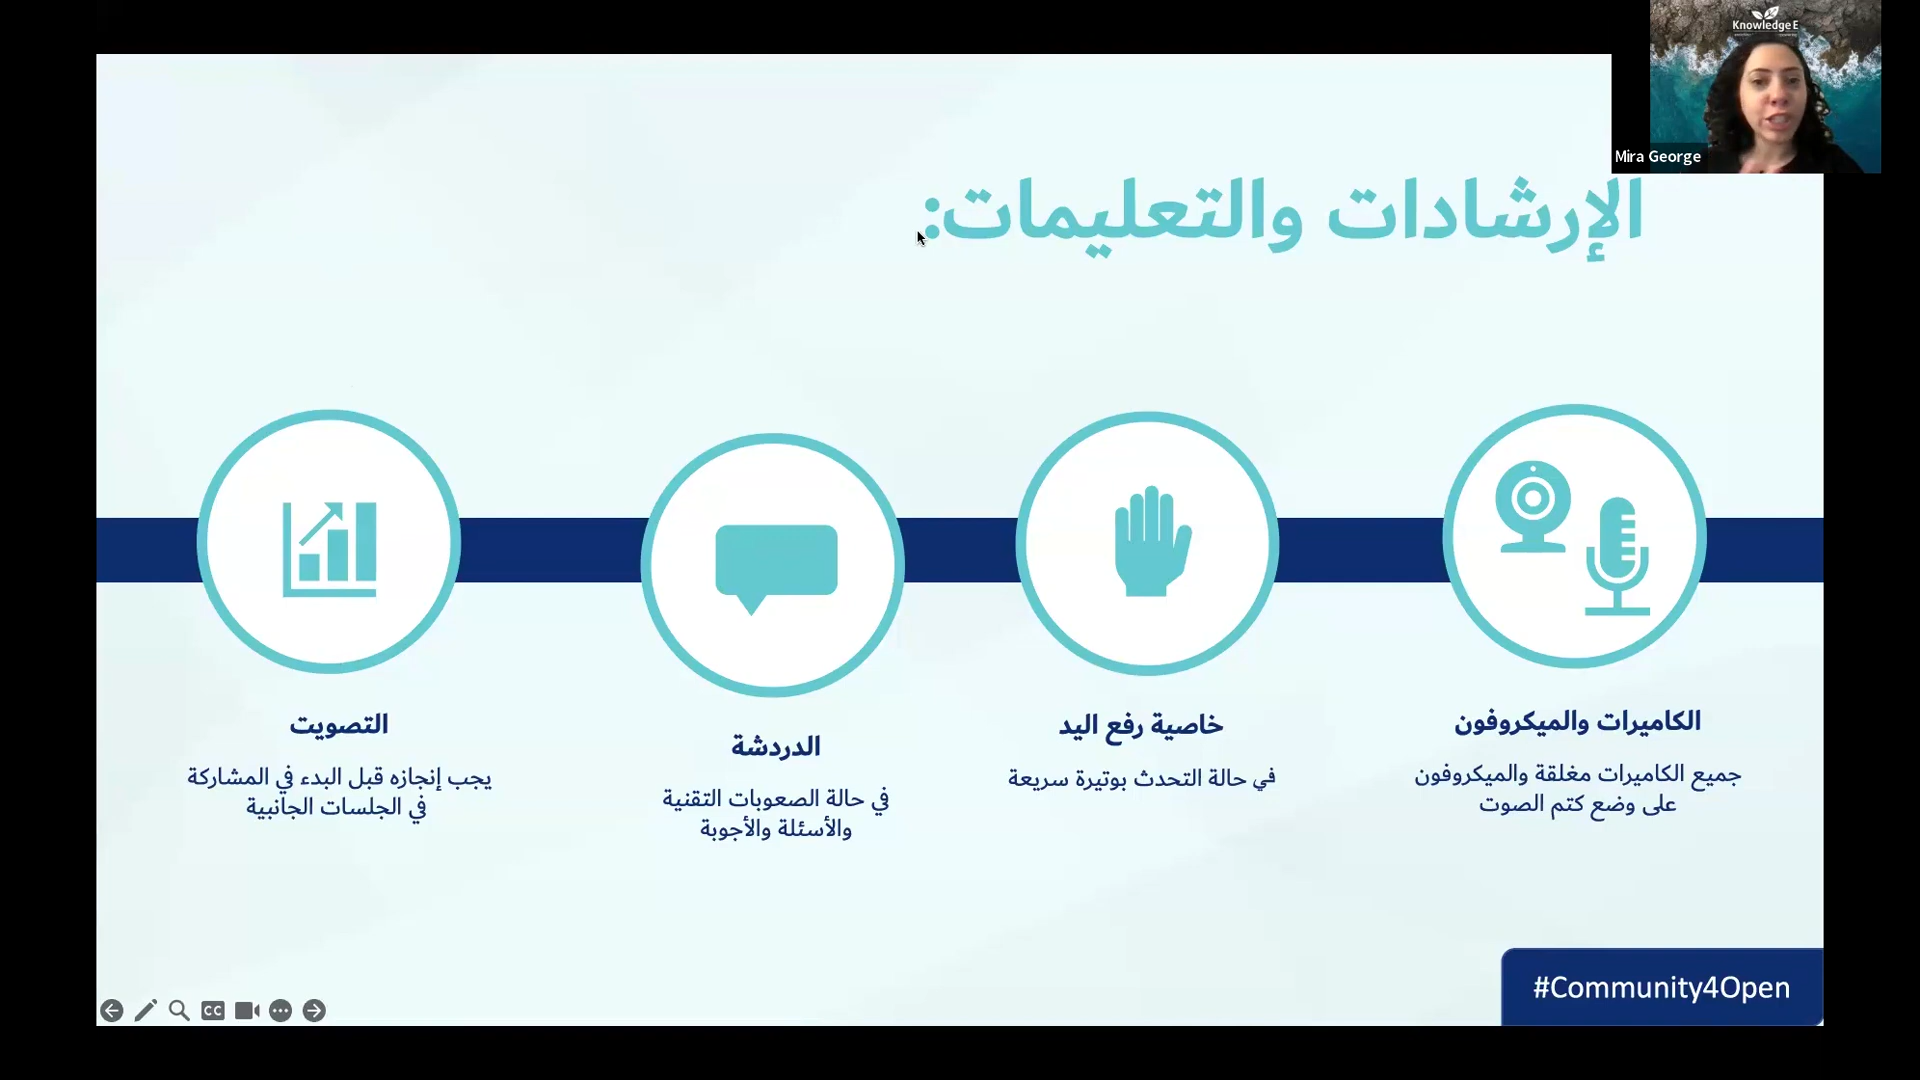 KnowledgeE
Mira George
الإرشادات والتعليمات:
الكاميرات والميكروفون
جميع الكاميرات مغلقة والميكروفون
على وضع كتم الصوت
خاصية رفع اليد
في حالة التحدث بوتيرة سريعة
الدردشة
في حالة الصعوبات التقنية
والأسئلة والأجوبة
التصويت
يجب إنجازه قبل البدء في المشاركة
في الجلسات الجانبية
#Community4Open
CC